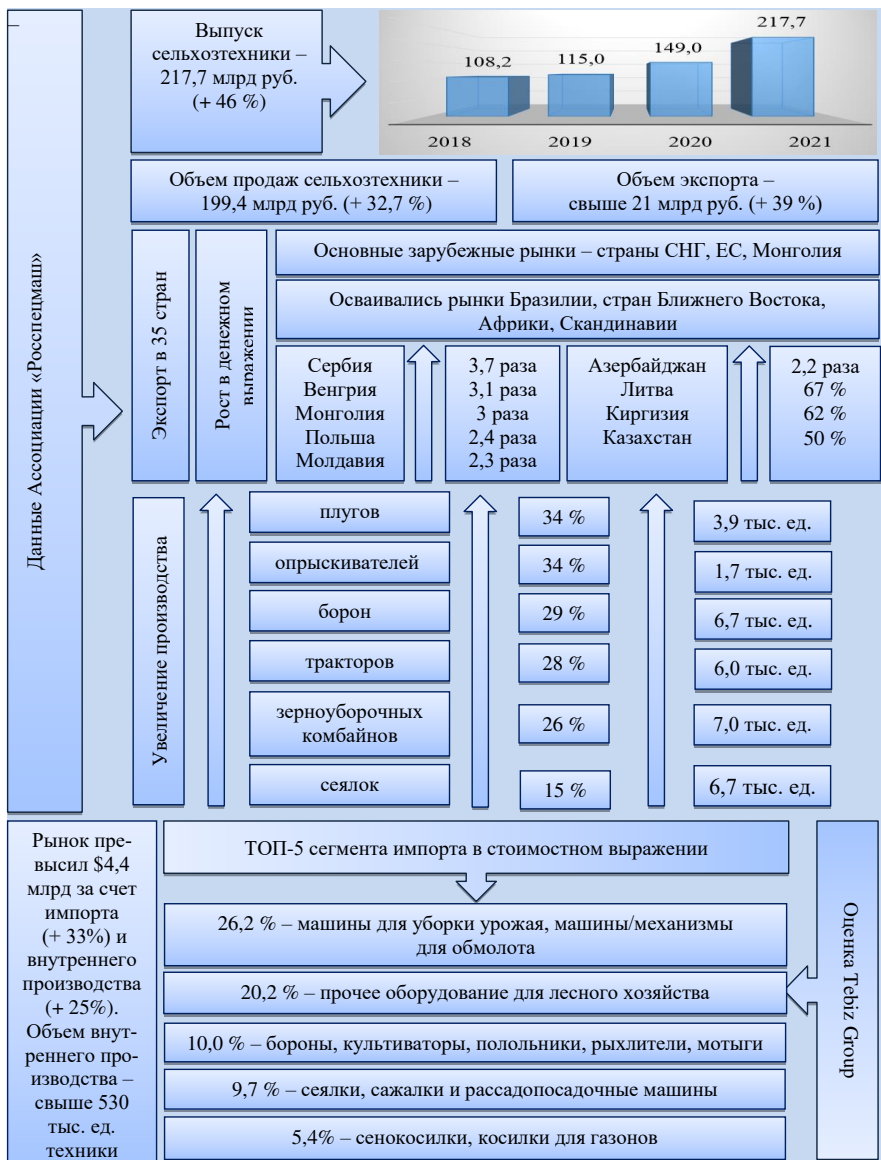 Данные Ассоциации «Росспецмаш»
Выпуск
сельхозтехники –
217,7 млрд руб.
(+ 46 %)
108,2
115,0
149,0
217,7
2018
2019
2020
2021
Объем продаж сельхозтехники –
199,4 млрд руб. (+ 32,7 %)
Объем экспорта –
свыше 21 млрд руб. (+ 39 %)
Экспорт в 35 стран
Рост в денежном
выражении
Основные зарубежные рынки – страны СНГ, ЕС, Монголия
Осваивались рынки Бразилии, стран Ближнего Востока,
Африки, Скандинавии
Сербия
Венгрия
Монголия
Польша
Молдавия
3,7 раза
3,1 раза
3 раза
2,4 раза
2,3 раза
Азербайджан
Литва
Киргизия
Казахстан
2,2 раза
67 %
62 %
50 %
Увеличение производства
плугов
34 %
3,9 тыс. ед.
опрыскивателей
34 %
1,7 тыс. ед.
борон
29 %
6,7 тыс. ед.
тракторов
28 %
6,0 тыс. ед.
зерноуборочных
комбайнов
26 %
7,0 тыс. ед.
сеялок
15 %
6,7 тыс. ед.
Рынок пре-
высил $4,4
млрд за счет
импорта
(+ 33%) и
внутреннего
производства
(+ 25%).
Объем внут-
реннего про-
изводства –
свыше 530
тыс. ед.
техники
ТОП-5 сегмента импорта в стоимостном выражении
26,2 % – машины для уборки урожая, машины/механизмы
для обмолота
20,2 % – прочее оборудование для лесного хозяйства
10,0 % – бороны, культиваторы, полольники, рыхлители, мотыги
9,7 % – сеялки, сажалки и рассадопосадочные машины
5,4% – сенокосилки, косилки для газонов
Оценка Tebiz Group